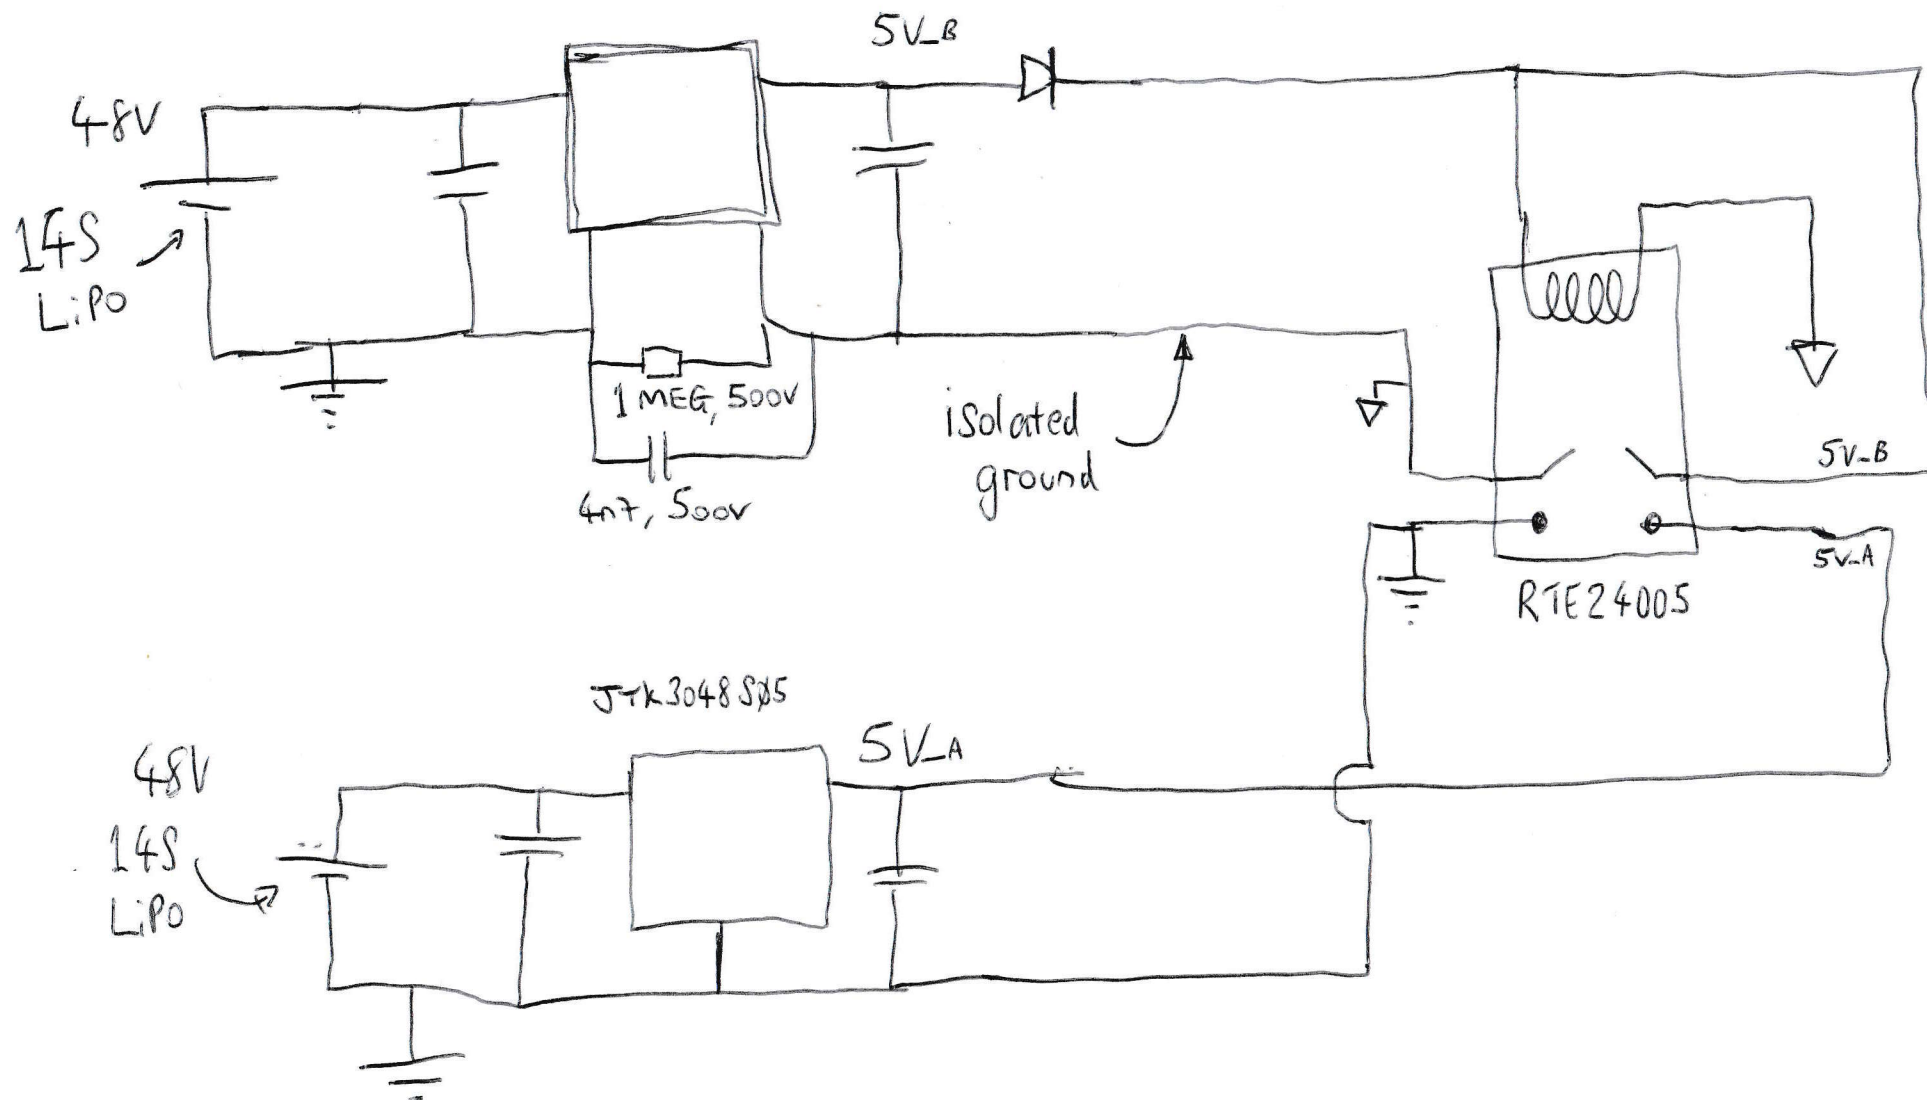 5V_B
48V
14S
LiPo
1 MEG, 500V
4n7, 500V
isolated
ground
5V_B
5V_A
RTE24005
JTK3048S05
5V_A
48V
14S
LiPo